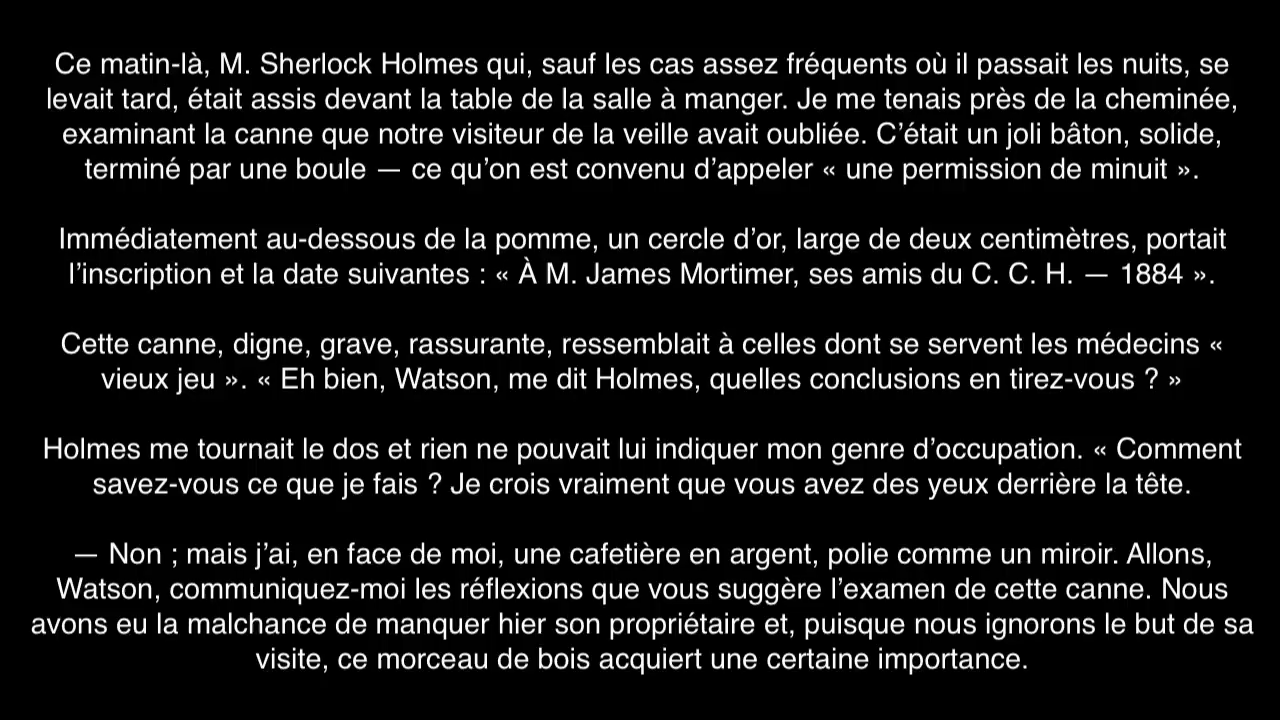 Ce matin-là, M. Sherlock Holmes qui, sauf les cas assez fréquents où il passait les nuits, se
levait tard, était assis devant la table de la salle à manger. Je me tenais près de la cheminée,
examinant la canne que notre visiteur de la veille avait oubliée. C’était un joli bâton, solide,
terminé par une boule — ce qu’on est convenu d’appeler « une permission de minuit ».
Immédiatement au-dessous de la pomme, un cercle d’or, large de deux centimètres, portait
l’inscription et la date suivantes : « À M. James Mortimer, ses amis du C. C. H. — 1884 ».
Cette canne, digne, grave, rassurante, ressemblait à celles dont se servent les médecins «
vieux jeu ». « Eh bien, Watson, me dit Holmes, quelles conclusions en tirez-vous ? »
Holmes me tournait le dos et rien ne pouvait lui indiquer mon genre d’occupation. « Comment
savez-vous ce que je fais ? Je crois vraiment que vous avez des yeux derrière la tête.
— Non ; mais j’ai, en face de moi, une cafetière en argent, polie comme un miroir. Allons,
Watson, communiquez-moi les réflexions que vous suggère l’examen de cette canne. Nous
avons eu la malchance de manquer hier son propriétaire et, puisque nous ignorons le but de sa
visite, ce morceau de bois acquiert une certaine importance.